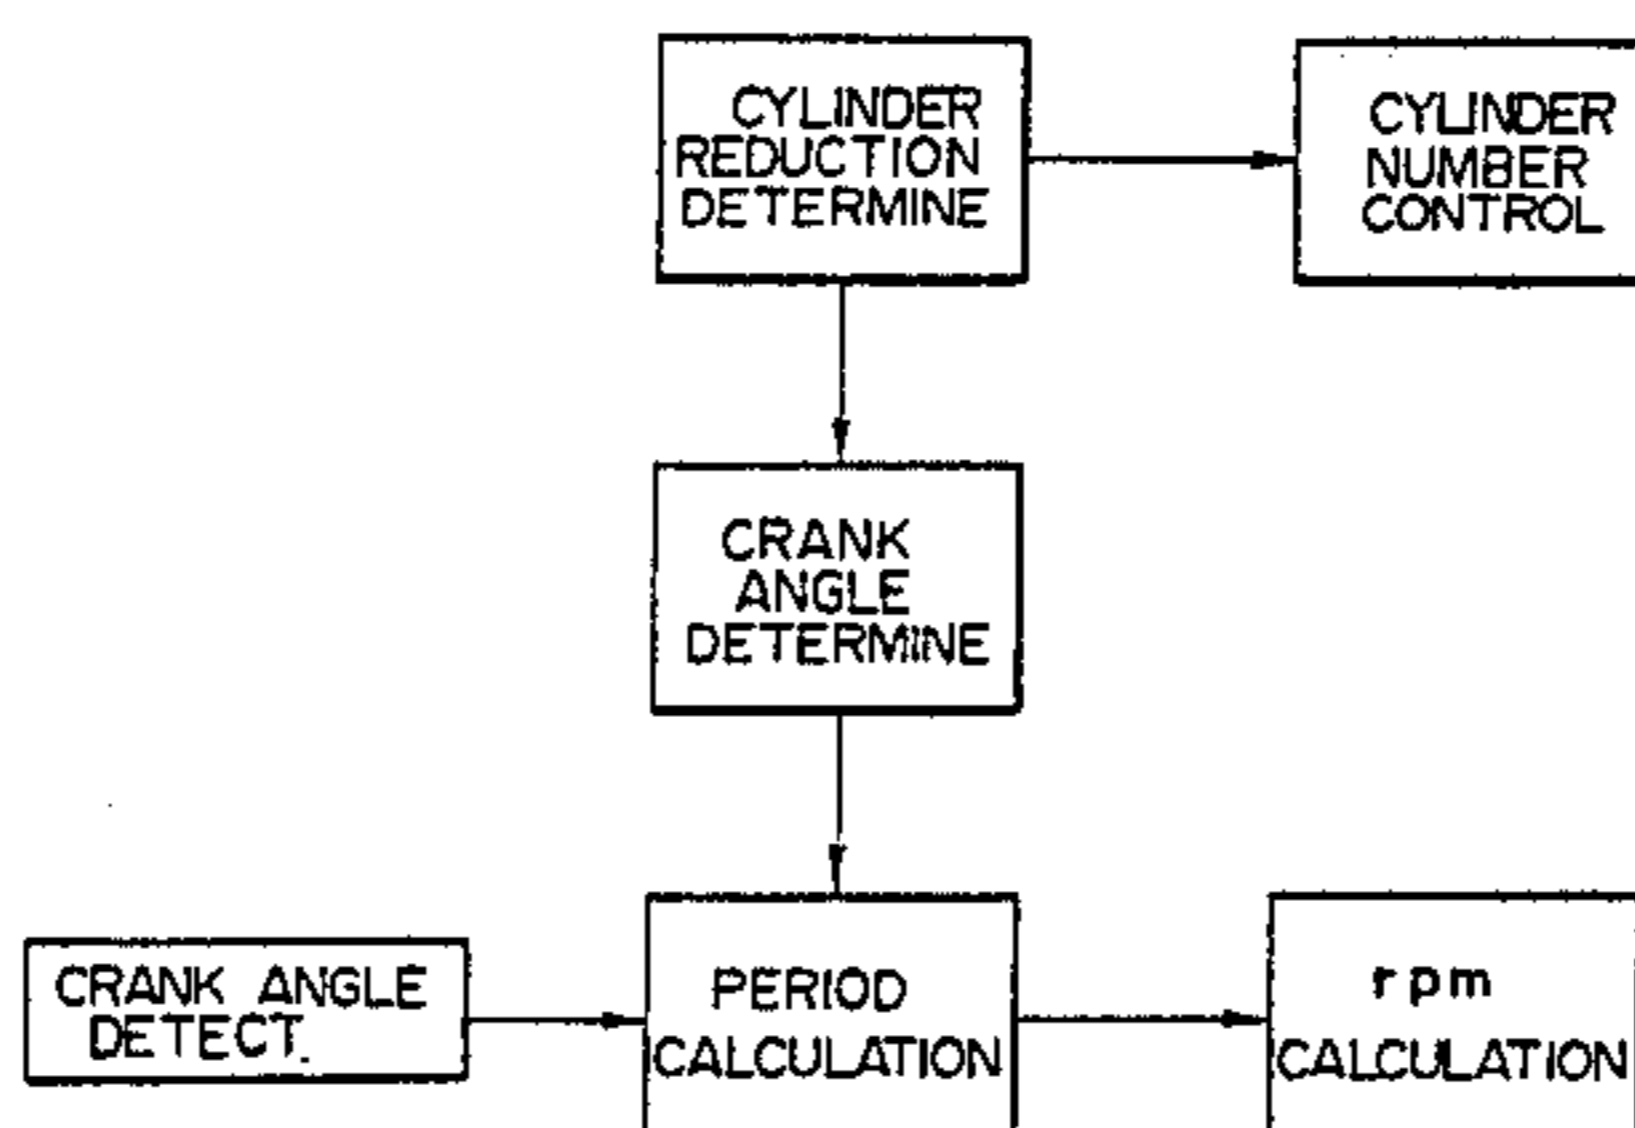 CYLINDER
REDUCTION
DETERMINE
CYLINDER
NUMBER
CONTROL
CRANK
ANGLE
DETERMINE
CRANK ANGLE
DETECT.
PERIOD
CALCULATION
rpm
CALCULATION